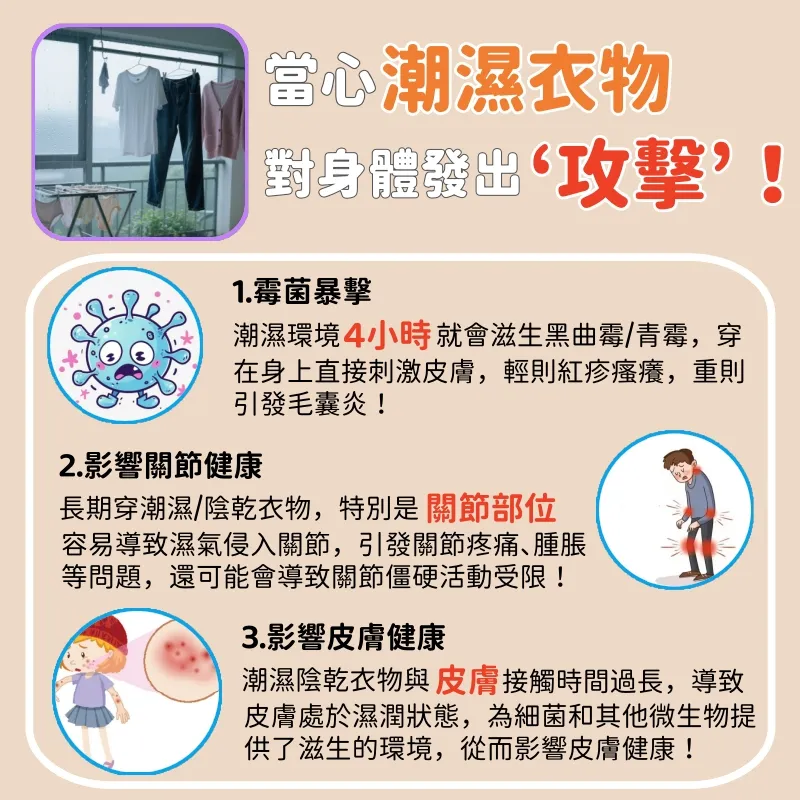 當心潮濕衣物
對身體發出‘攻擊’！
1.霉菌暴擊
潮濕環境4小時就會滋生黑曲霉/青霉，穿
在身上直接刺激皮膚，輕則紅疹瘙癢，重則
引發毛囊炎！
2.影響關節健康
長期穿潮濕/陰乾衣物，特別是關節部位
容易導致濕氣侵入關節，引發關節疼痛、腫脹
等問題，還可能會導致關節僵硬活動受限！
3.影響皮膚健康
潮濕陰乾衣物與皮膚接觸時間過長，導致
皮膚處於濕潤狀態，為細菌和其他微生物提
供了滋生的環境，從而影響皮膚健康！